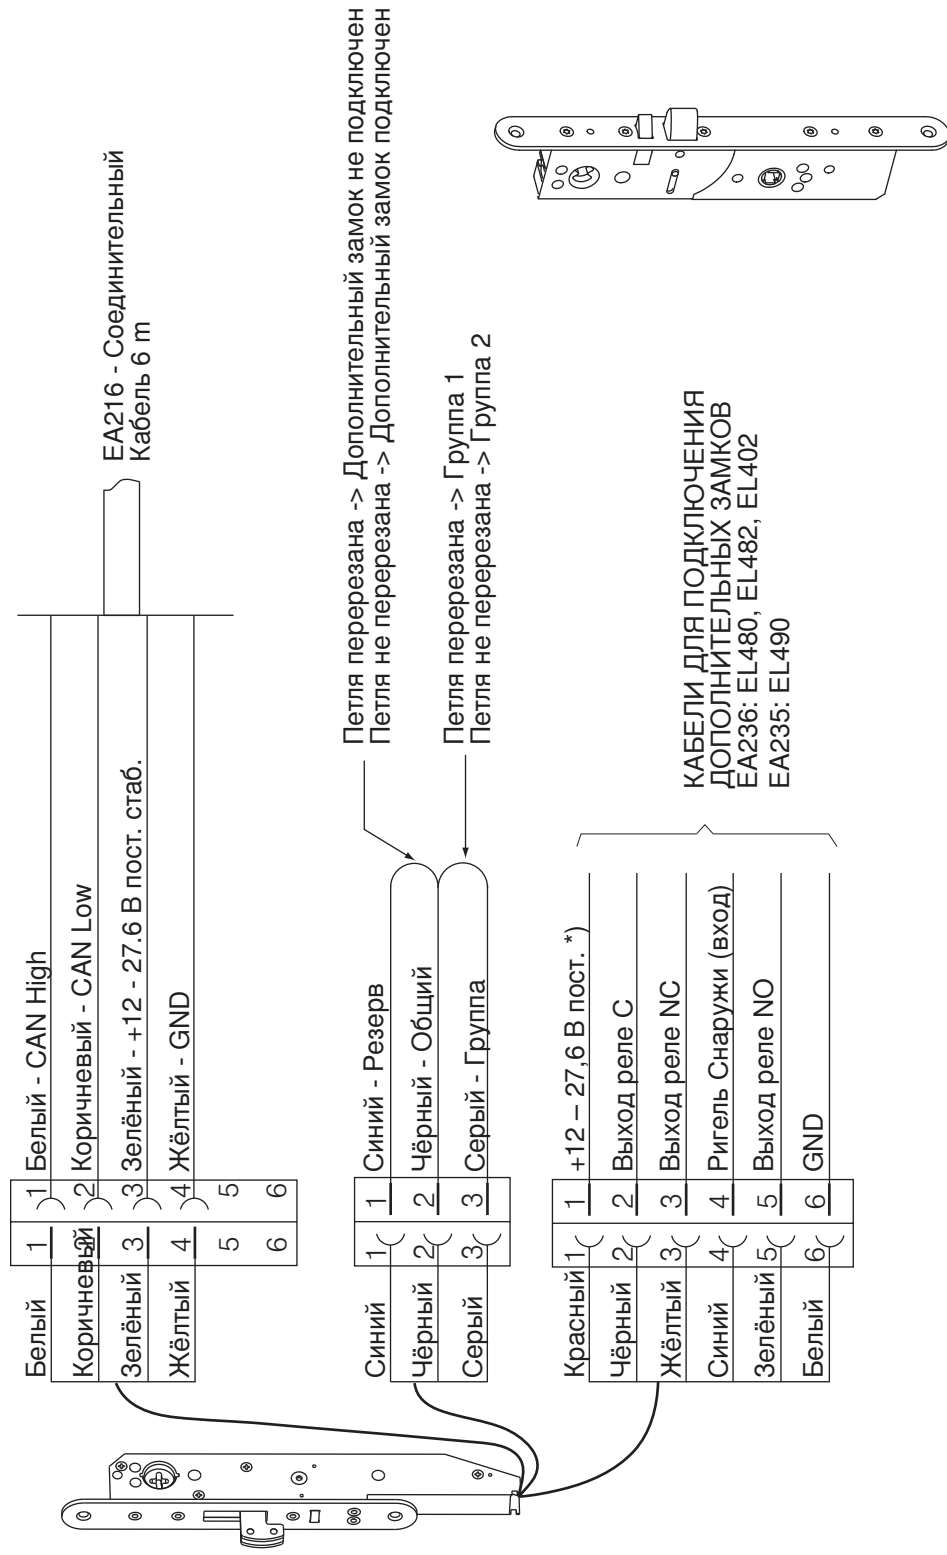 EA216 - Соединительный
Кабель 6 m
Белый
Коричневый
Зелёный
Жёлтый
1
2
3
4
5
6
1
2
3
4
5
6
Белый - CAN High
Коричневый - CAN Low
Зелёный - +12 - 27.6 В пост. стаб.
Жёлтый - GND
Синий
Чёрный
Серый
1
2
3
1
2
3
Синий - Резерв
Чёрный - Общий
Серый - Группа
Петля перерезана -> Дополнительный замок не подключен
Петля не перерезана -> Дополнительный замок подключен
Петля перерезана -> Группа 1
Петля не перерезана -> Группа 2
Красный
Чёрный
Жёлтый
Синий
Зелёный
Белый
1
2
3
4
5
6
1
2
3
4
5
6
+12 – 27,6 В пост. *)
Выход реле C
Выход реле NC
Ригель Снаружи (вход)
Выход реле NO
GND
КАБЕЛИ ДЛЯ ПОДКЛЮЧЕНИЯ
ДОПОЛНИТЕЛЬНЫХ ЗАМКОВ
EA236: EL480, EL482, EL402
EA235: EL490